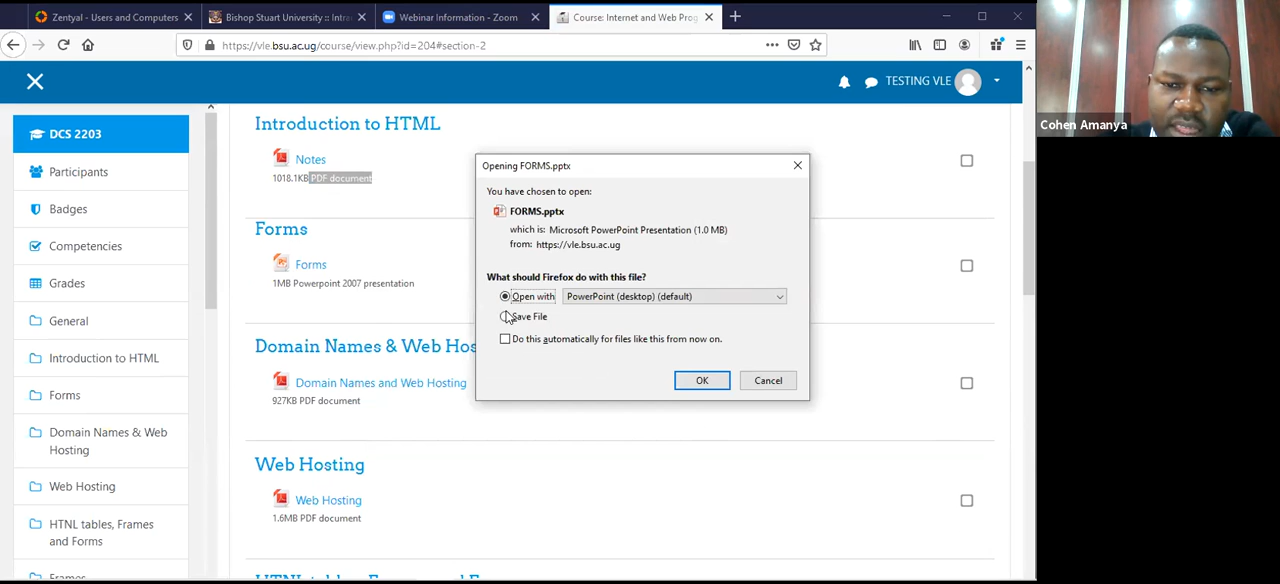 Zentyal - Users and Computers
Bishop Stuart University :: Intra
Webinar Information - Zoom
Course: Internet and Web Prog
https://vle.bsu.ac.ug/course/view.php?id=204#section-2
TESTING VLE
Cohen Amanya
DCS 2203
Participants
Badges
Competencies
Grades
General
Introduction to HTML
Forms
Domain Names & Web
Hosting
Web Hosting
HTNL tables, Frames
and Forms
Frames
Introduction to HTML
Notes
1018.1KB PDF document
Forms
Forms
1MB Powerpoint 2007 presentation
Domain Names & Web Hos
Domain Names and Web Hosting
927KB PDF document
Web Hosting
Web Hosting
1.6MB PDF document
Opening FORMS.pptx
You have chosen to open:
FORMS.pptx
which is: Microsoft PowerPoint Presentation (1.0 MB)
from: https://vle.bsu.ac.ug
What should Firefox do with this file?
Open with
PowerPoint (desktop) (default)
Save File
Do this automatically for files like this from now on.
OK
Cancel